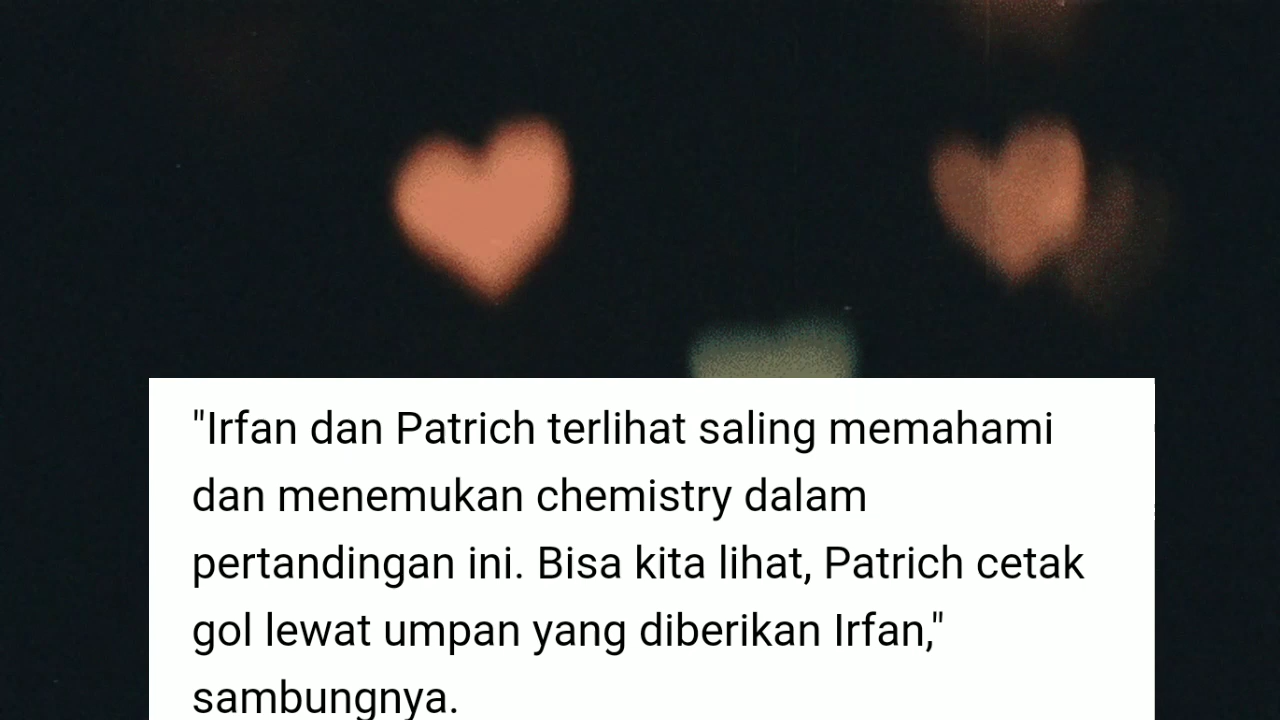 "Irfan dan Patrich terlihat saling memahami
dan menemukan chemistry dalam
pertandingan ini. Bisa kita lihat, Patrich cetak
gol lewat umpan yang diberikan Irfan,"
sambungnya.